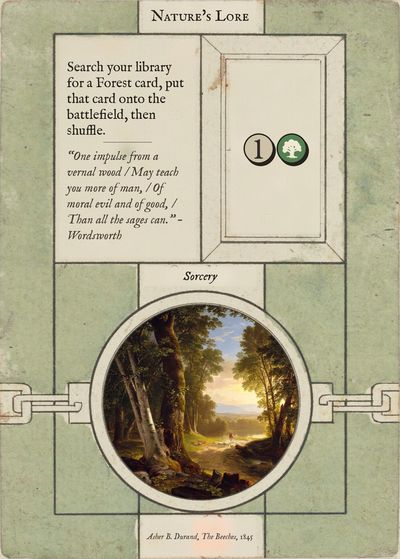 Nature's Lore
Search your library
for a Forest card, put
that card onto the
battlefield, then
shuffle.
"One impulse from a
vernal wood / May teach
you more of man, / Of
moral evil and of good, /
Than all the sages can." –
Wordsworth
1
Sorcery
Asher B. Durand, The Beeches, 1845